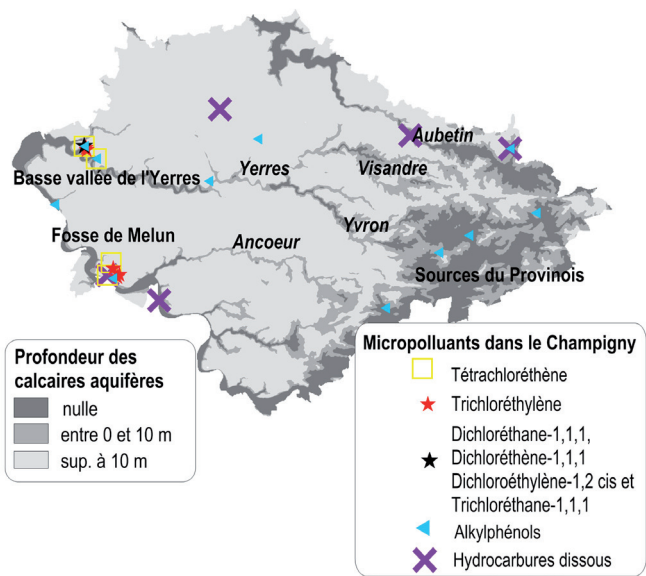 Aubetin
Basse vallée de l'Yerres
Yerres
Visandre
Yvron
Fosse de Melun
Ancoeur
Sources du Provinois
Profondeur des
calcaires aquifères
nulle
entre 0 et 10 m
sup. à 10 m
Micropolluants dans le Champigny
Tétrachloréthène
Trichloréthylène
Dichloréthane-1,1,1,
Dichloréthène-1,1,1
Dichloroéthylène-1,2 cis et
Trichloréthane-1,1,1
Alkylphénols
Hydrocarbures dissous